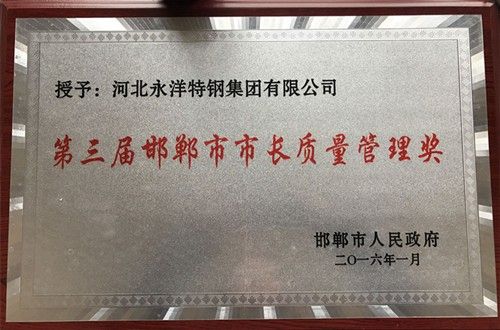 授予：河北永洋特钢集团有限公司
第三届邯郸市市长质量管理奖
邯郸市人民政府
二〇一六年一月